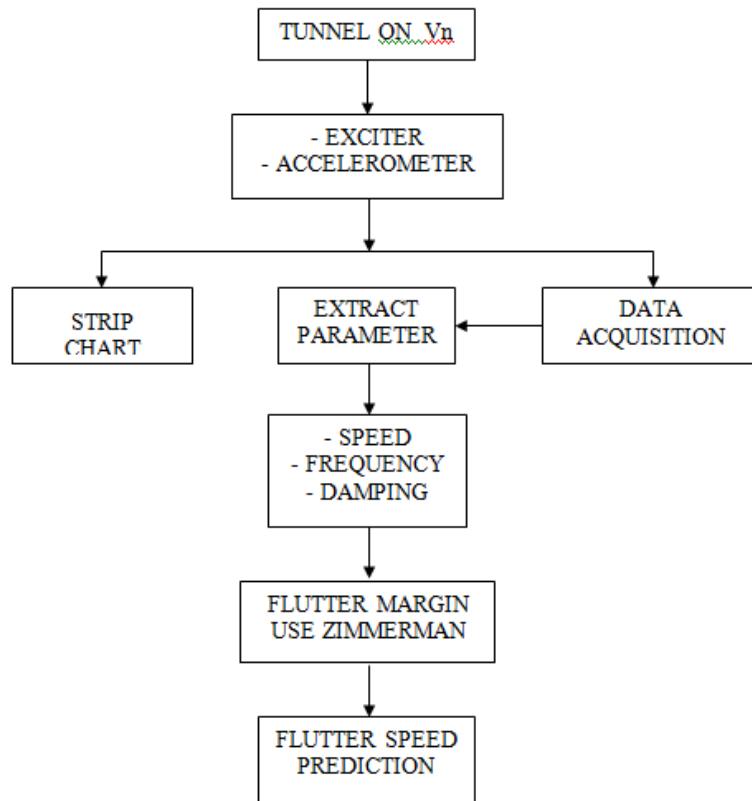 TUNNEL ON Vn
- EXCITER
- ACCELEROMETER
STRIP
CHART
EXTRACT
PARAMETER
DATA
ACQUISITION
- SPEED
- FREQUENCY
- DAMPING
FLUTTER MARGIN
USE ZIMMERMAN
FLUTTER SPEED
PREDICTION